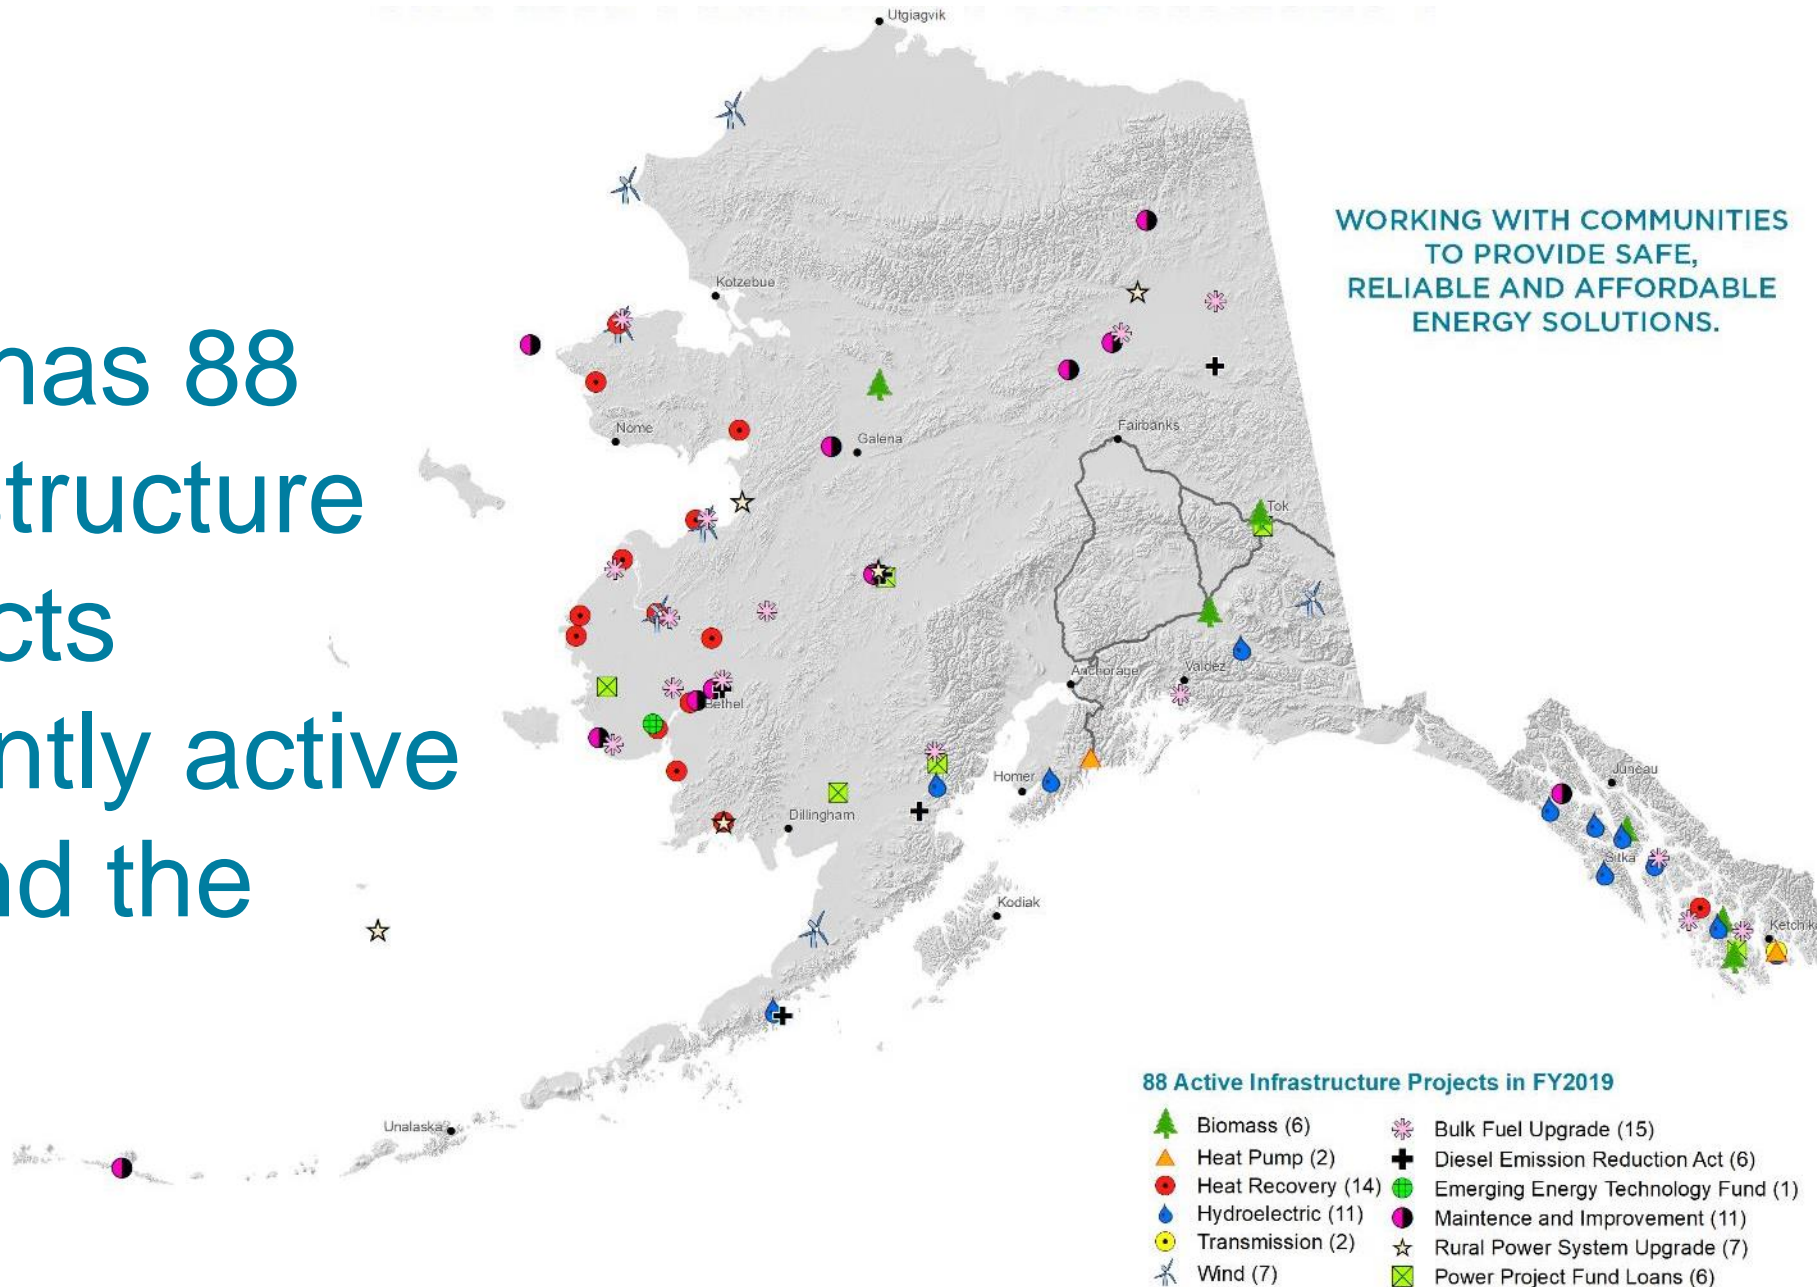 has 88
structure
cts
ntly active
nd the
WORKING WITH COMMUNITIES
TO PROVIDE SAFE,
RELIABLE AND AFFORDABLE
ENERGY SOLUTIONS.
Utgiagvik
Kotzebue
Nome
Galena
Fairbanks
Tok
Anchorage
Valdez
Bethel
Homer
Dillingham
Kodiak
Juneau
Sitka
Ketchik
Unalaska
88 Active Infrastructure Projects in FY2019
Biomass (6)
Heat Pump (2)
Heat Recovery (14)
Hydroelectric (11)
Transmission (2)
Wind (7)
Bulk Fuel Upgrade (15)
Diesel Emission Reduction Act (6)
Emerging Energy Technology Fund (1)
Maintence and Improvement (11)
Rural Power System Upgrade (7)
Power Project Fund Loans (6)